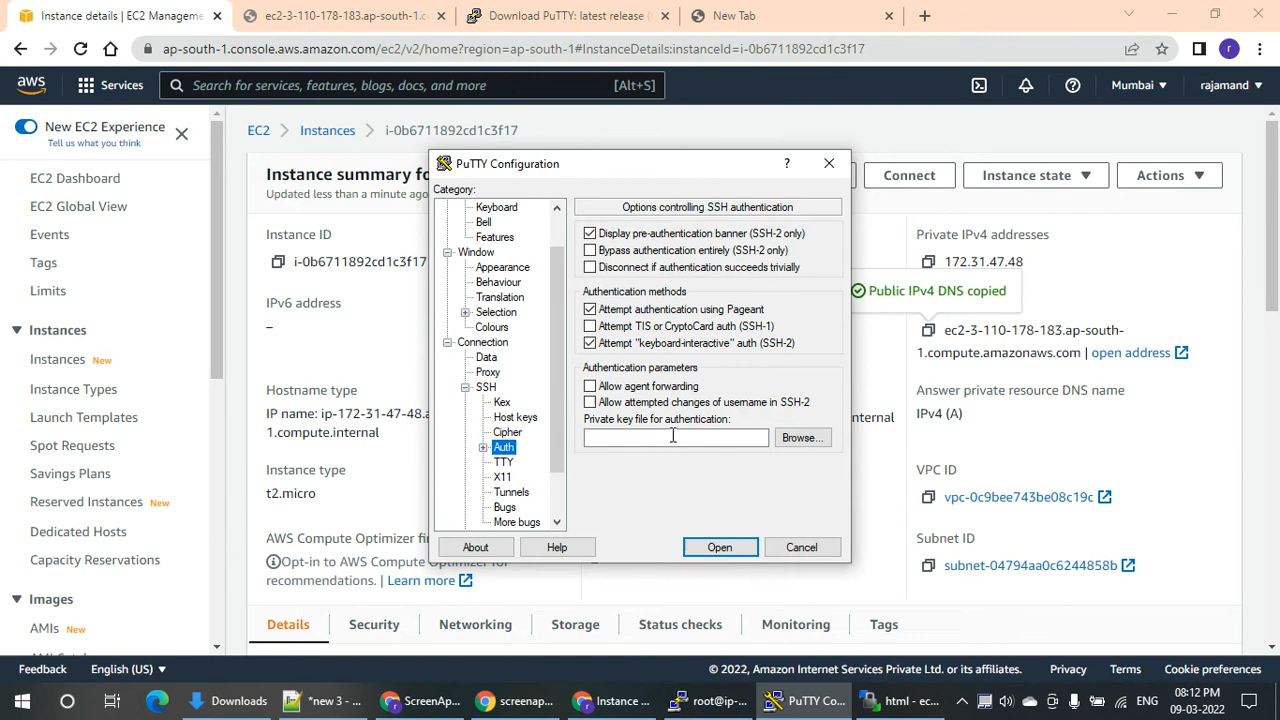 Instance details | EC2 Manageme
ec2-3-110-178-183.ap-south-1.co
Download PuTTY: latest release (
New Tab
ap-south-1.console.aws.amazon.com/ec2/v2/home?region=ap-south-1#InstanceDetails:instanceId=i-0b6711892cd1c3f17
r
aws
Services
Search for services, features, blogs, docs, and more
[Alt+S]
Mumbai
rajamand
New EC2 Experience
Tell us what you think
EC2 Dashboard
EC2 Global View
Events
Tags
Limits
Instances
Instances New
Instance Types
Launch Templates
Spot Requests
Savings Plans
Reserved Instances New
Dedicated Hosts
Capacity Reservations
Images
AMIs New
EC2
Instances
i-0b6711892cd1c3f17
Instance summary fo
Updated less than a minute ago
Connect
Instance state
Actions
Instance ID
i-0b6711892cd1c3f17
IPv6 address
–
Hostname type
IP name: ip-172-31-47-48.a
1.compute.internal
internal
Instance type
t2.micro
AWS Compute Optimizer fi
Opt-in to AWS Compute Optimizer for
recommendations. | Learn more
Private IPv4 addresses
172.31.47.48
Public IPv4 DNS copied
ec2-3-110-178-183.ap-south-
1.compute.amazonaws.com | open address
Answer private resource DNS name
IPv4 (A)
VPC ID
vpc-0c9bee743be08c19c
Subnet ID
subnet-04794aa0c6244858b
PuTTY Configuration
?
Category:
Keyboard
Bell
Features
Window
Appearance
Behaviour
Translation
Selection
Colours
Connection
Data
Proxy
SSH
Kex
Host keys
Cipher
Auth
TTY
X11
Tunnels
Bugs
More bugs
Options controlling SSH authentication
Display pre-authentication banner (SSH-2 only)
Bypass authentication entirely (SSH-2 only)
Disconnect if authentication succeeds trivially
Authentication methods
Attempt authentication using Pageant
Attempt TIS or CryptoCard auth (SSH-1)
Attempt "keyboard-interactive" auth (SSH-2)
Authentication parameters
Allow agent forwarding
Allow attempted changes of username in SSH-2
Private key file for authentication:
Browse...
About
Help
Open
Cancel
Details
Security
Networking
Storage
Status checks
Monitoring
Tags
Feedback
English (US)
© 2022, Amazon Internet Services Private Ltd. or its affiliates.
Privacy
Terms
Cookie preferences
Downloads
*new 3 - ...
ScreenAp...
screenap...
Instance ...
root@ip-...
PuTTY Co...
html - ec...
ENG
08:12 PM
09-03-2022